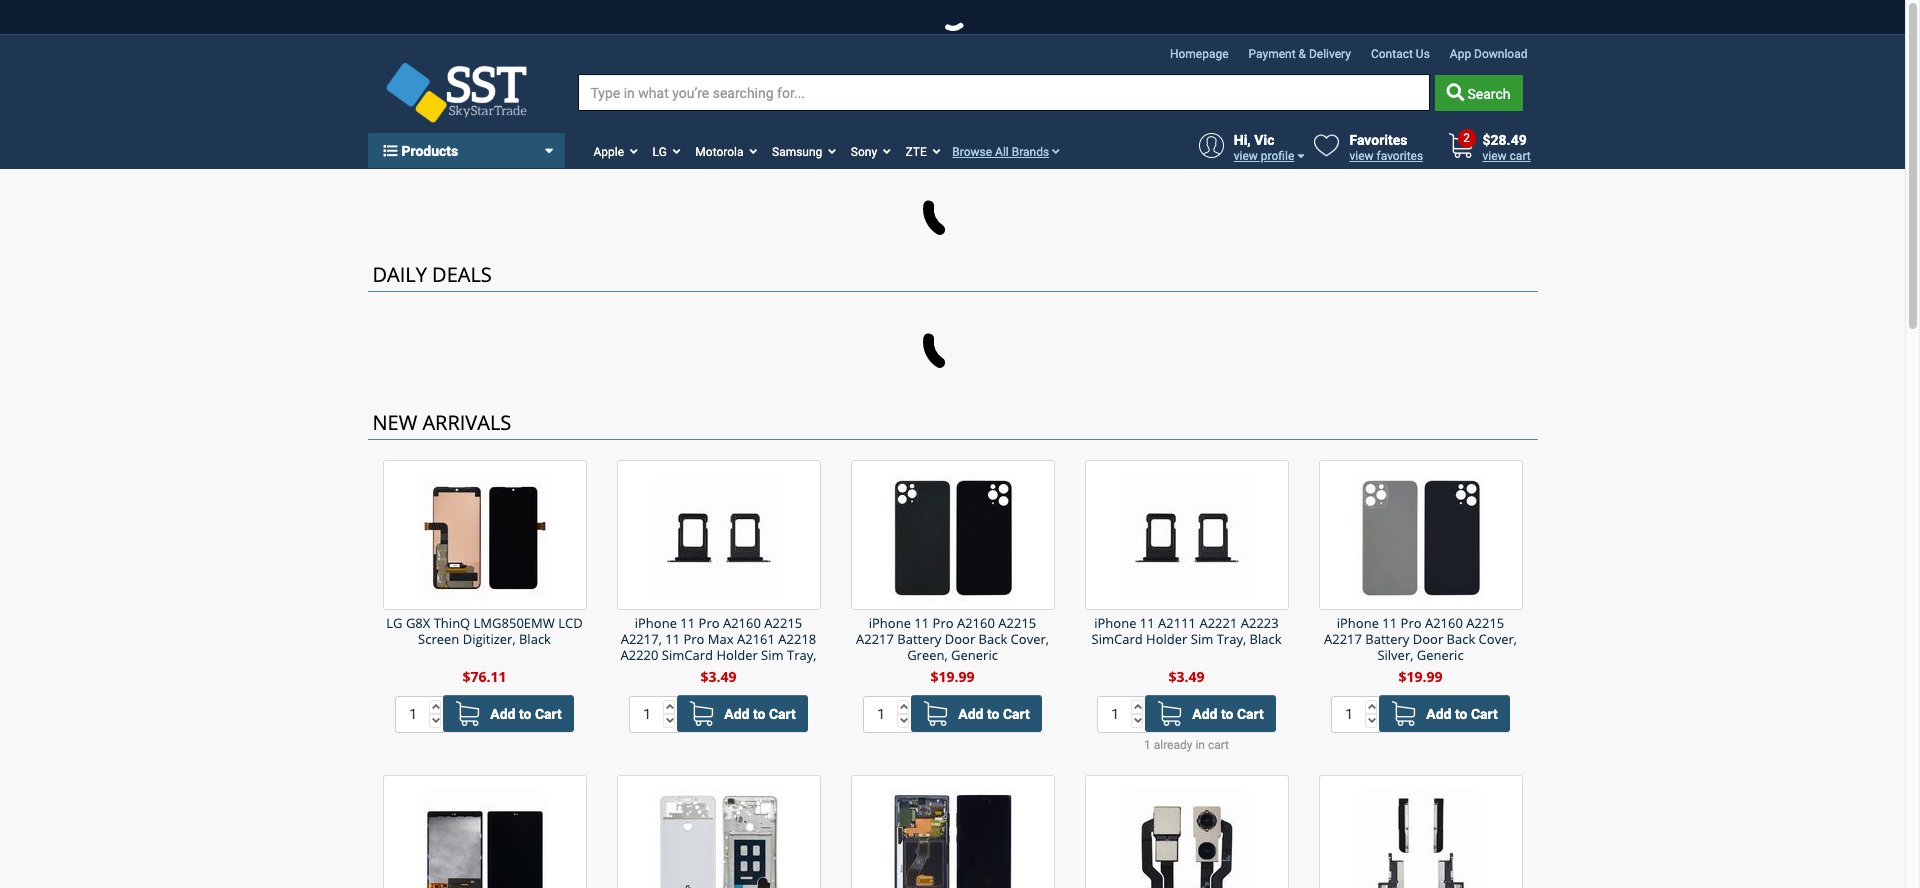 Homepage Payment & Delivery Contact Us App Download
SST
SkyStarTrade
Type in what you're searching for...
Search
Products
Apple LG Motorola Samsung Sony ZTE Browse All Brands
Hi, Vic
view profile
Favorites
view favorites
2
$28.49
view cart
DAILY DEALS
NEW ARRIVALS
LG G8X ThinQ LMG850EMW LCD
Screen Digitizer, Black
$76.11
1 Add to Cart
iPhone 11 Pro A2160 A2215
A2217, 11 Pro Max A2161 A2218
A2220 SimCard Holder Sim Tray,
$3.49
1 Add to Cart
iPhone 11 Pro A2160 A2215
A2217 Battery Door Back Cover,
Green, Generic
$19.99
1 Add to Cart
iPhone 11 A2111 A2221 A2223
SimCard Holder Sim Tray, Black
$3.49
1 Add to Cart
1 already in cart
iPhone 11 Pro A2160 A2215
A2217 Battery Door Back Cover,
Silver, Generic
$19.99
1 Add to Cart